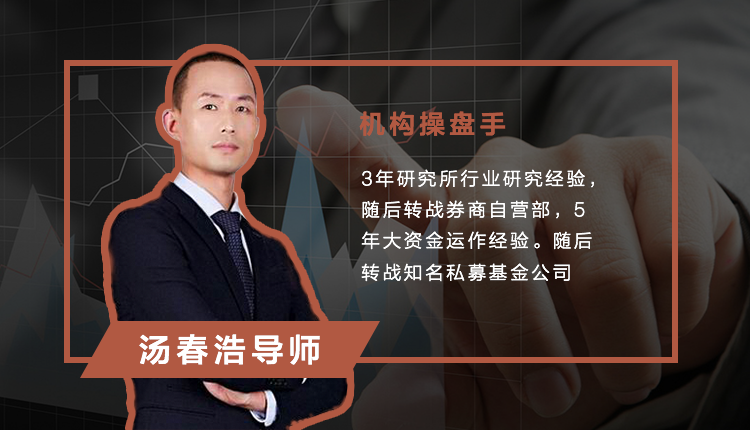 机构操盘手
3年研究所行业研究经验，
随后转战券商自营部，5
年大资金运作经验。随后
转战知名私募基金公司
汤春浩导师